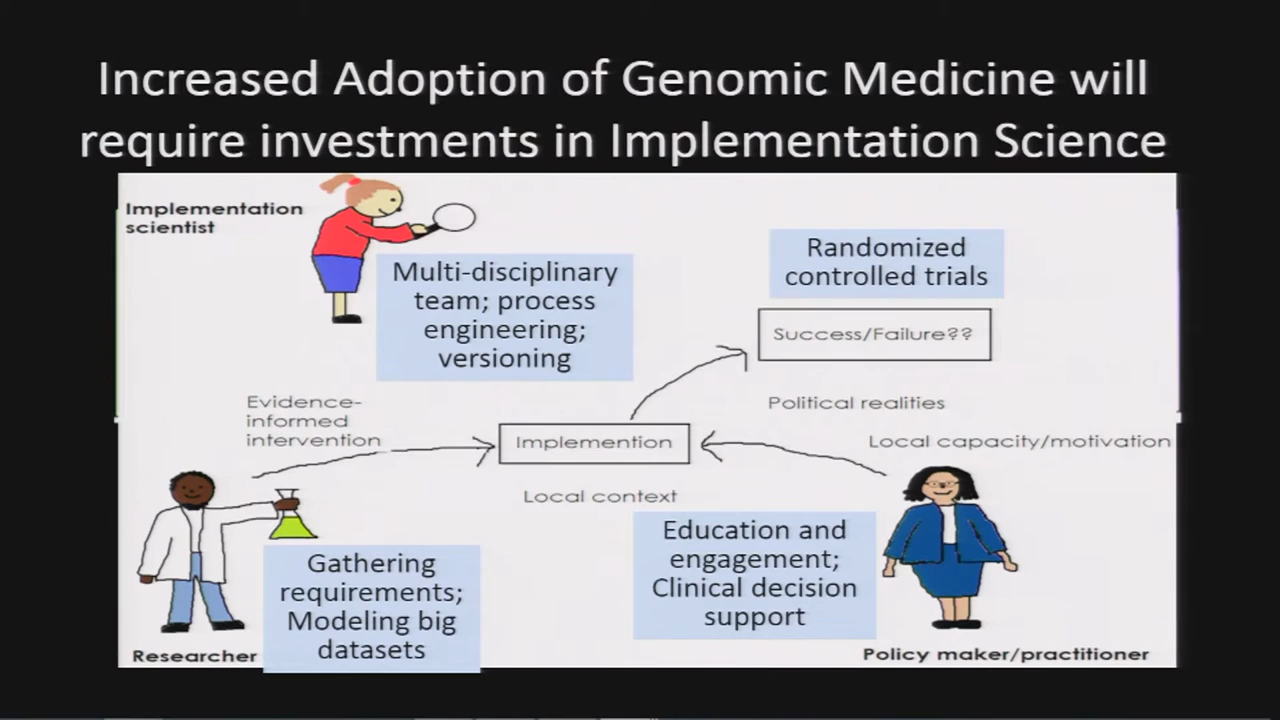 Increased Adoption of Genomic Medicine will
require investments in Implementation Science
Implementation
scientist
Multi-disciplinary
team; process
engineering;
versioning
Randomized
controlled trials
Success/Failure??
Evidence-
informed
intervention
Implemention
Political realities
Local capacity/motivation
Local context
Gathering
requirements;
Modeling big
datasets
Education and
engagement;
Clinical decision
support
Researcher
Policy maker/practitioner